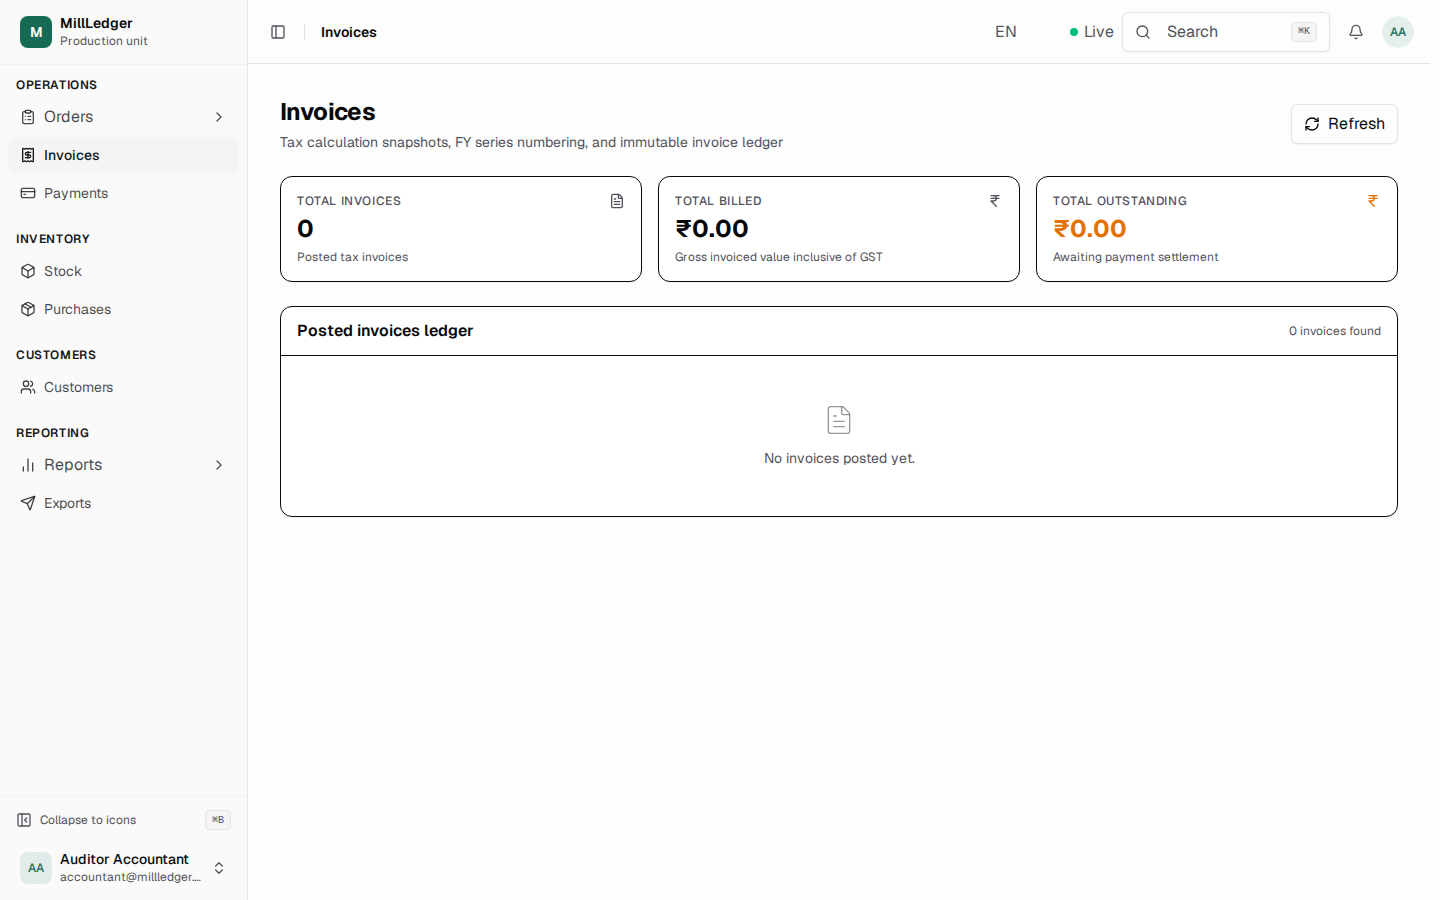 M
MillLedger
Production unit
OPERATIONS
Orders
Invoices
Payments
INVENTORY
Stock
Purchases
CUSTOMERS
Customers
REPORTING
Reports
Exports
Collapse to icons
⌘B
AA
Auditor Accountant
accountant@millledger....
Invoices
EN
Live
Search
⌘K
AA
Invoices
Tax calculation snapshots, FY series numbering, and immutable invoice ledger
Refresh
TOTAL INVOICES
0
Posted tax invoices
TOTAL BILLED
₹
₹0.00
Gross invoiced value inclusive of GST
TOTAL OUTSTANDING
₹
₹0.00
Awaiting payment settlement
Posted invoices ledger
0 invoices found
No invoices posted yet.